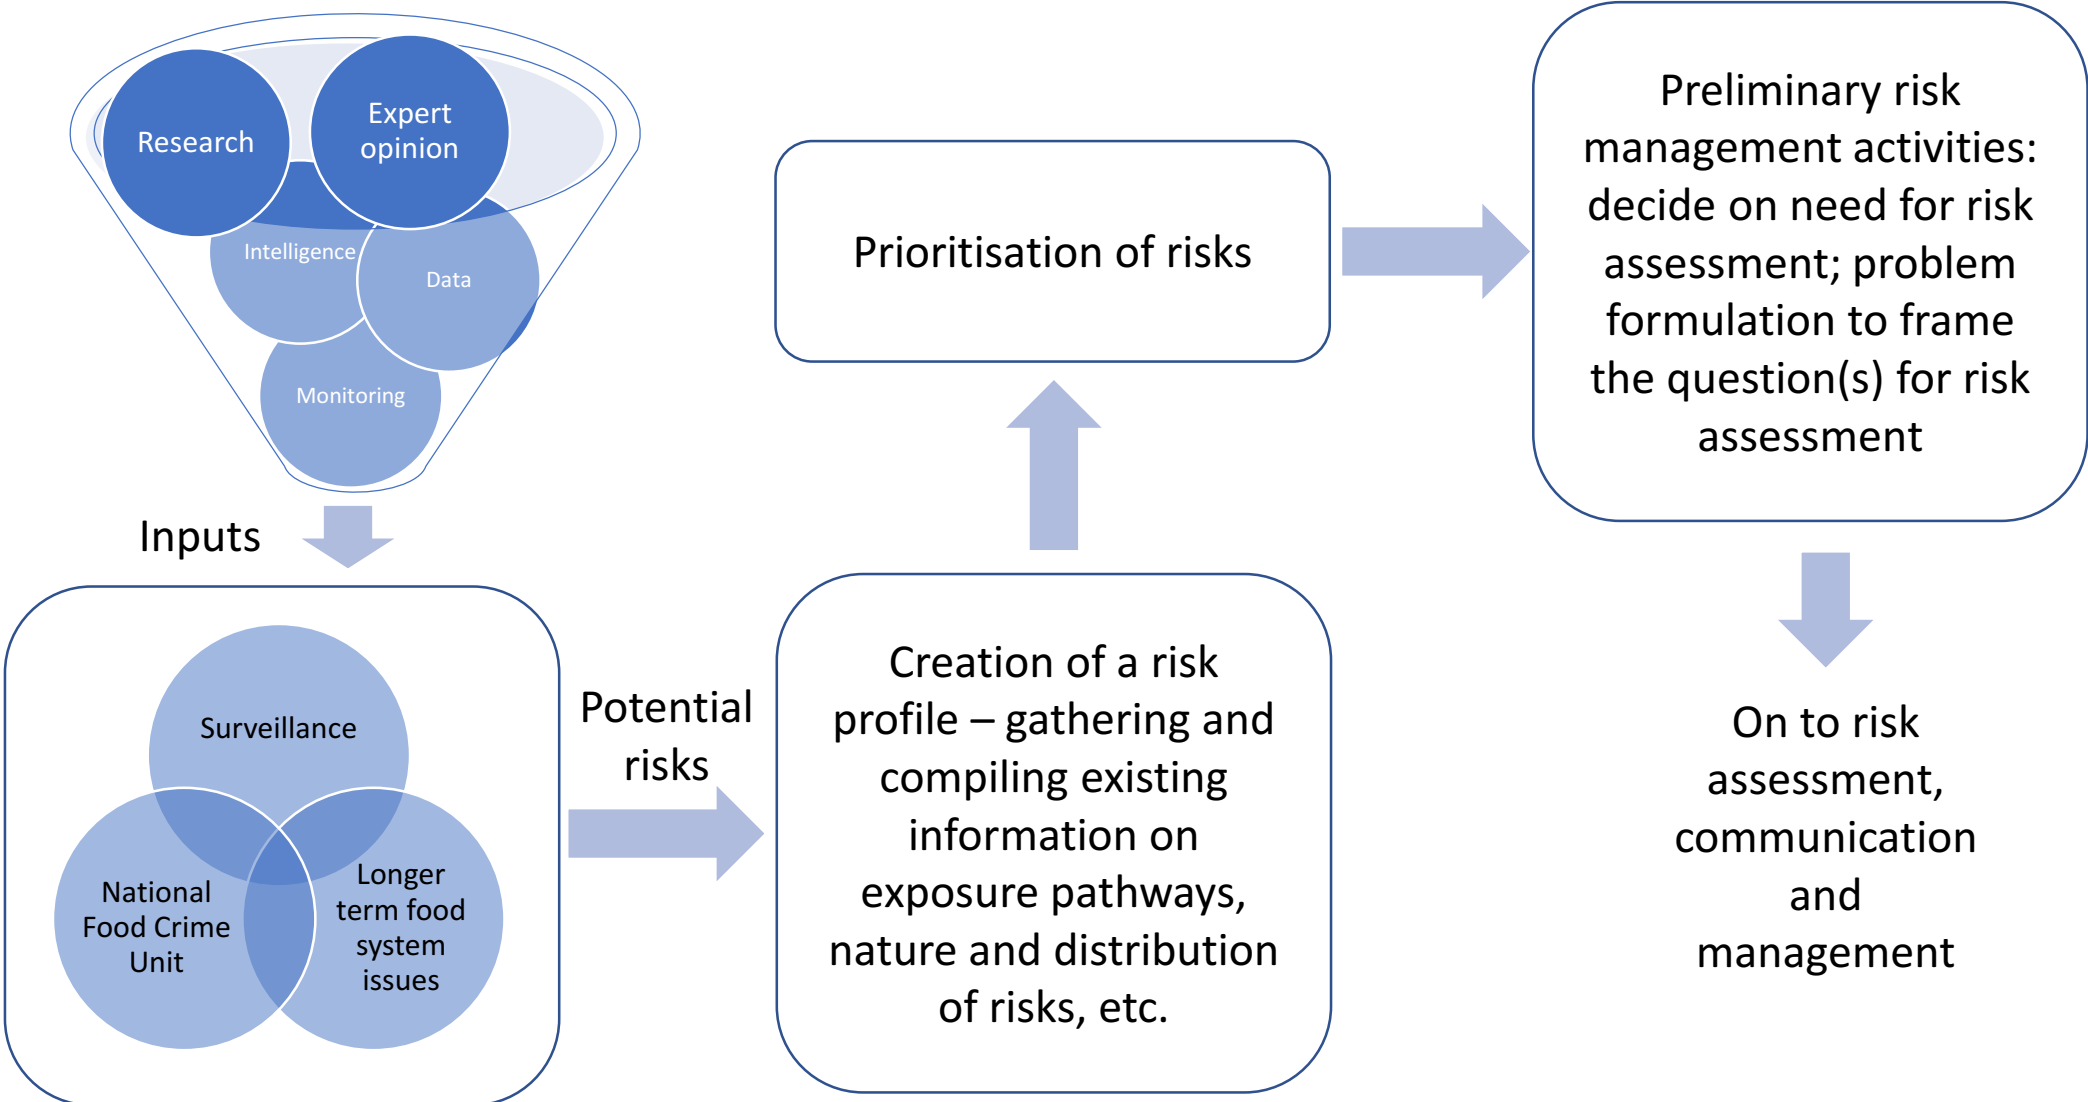 Research
Expert
opinion
Intelligence
Data
Monitoring
Inputs
Surveillance
National
Food Crime
Unit
Longer
term food
system
issues
Potential
risks
Creation of a risk
profile – gathering and
compiling existing
information on
exposure pathways,
nature and distribution
of risks, etc.
Prioritisation of risks
Preliminary risk
management activities:
decide on need for risk
assessment; problem
formulation to frame
the question(s) for risk
assessment
On to risk
assessment,
communication
and
management